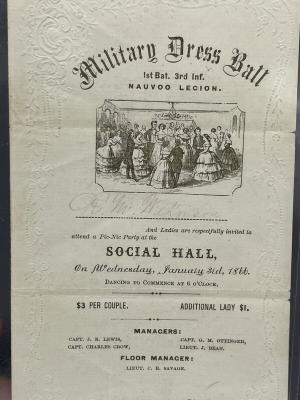 Military Dress Ball
1st Bat. 3rd Inf.
NAUVOO LEGION.
And Ladies are respectfully invited to
attend a Pic-Nic Party at the
SOCIAL HALL,
On Wednesday, January 3rd, 1866.
DANCING TO COMMENCE AT 6 O'CLOCK.
$3 PER COUPLE. ADDITIONAL LADY $1.
MANAGERS:
CAPT. J. S. LEWIS, CAPT. G. M. OTTINGER,
CAPT. CHARLES CROW, LIEUT. J. BEAN.
FLOOR MANAGER:
LIEUT. C. R. SAVAGE.